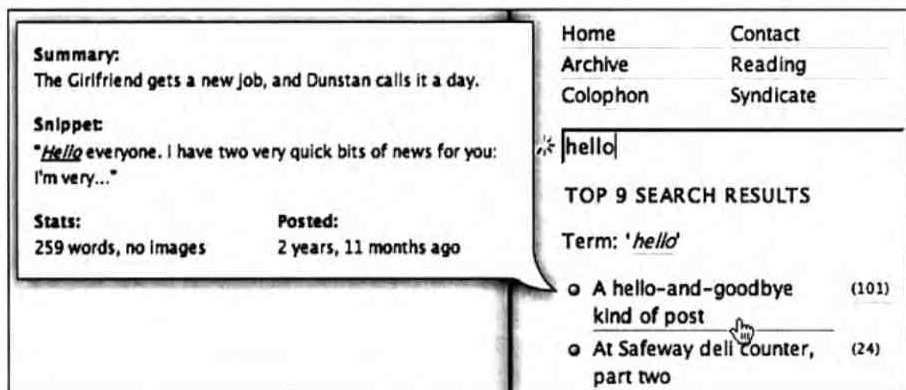 Summary:
The Girlfriend gets a new job, and Dunstan calls it a day.
Snippet:
"Hello everyone. I have two very quick bits of news for you:
I'm very..."
Stats: Posted:
259 words, no images 2 years, 11 months ago
Home Contact
Archive Reading
Colophon Syndicate
hello
TOP 9 SEARCH RESULTS
Term: 'hello'
A hello-and-goodbye (101)
kind of post
At Safeway deli counter, (24)
part two